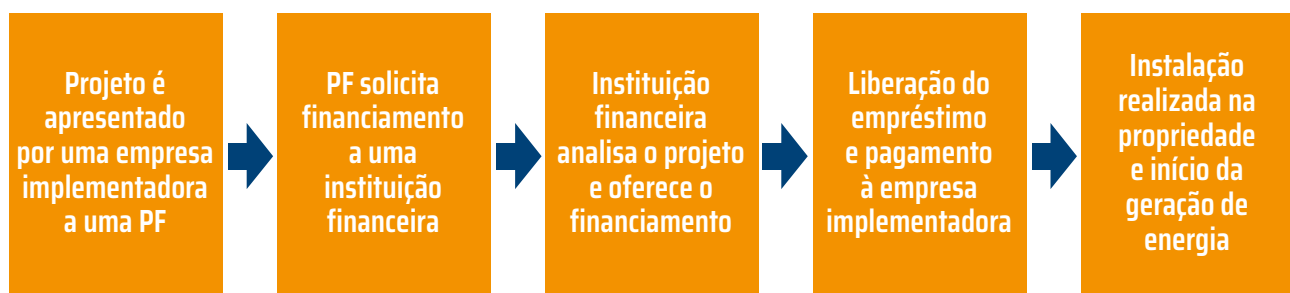 Projeto é
apresentado
por uma empresa
implementadora
a uma PF
PF solicita
financiamento
a uma
instituição
financeira
Instituição
financeira
analisa o projeto
e oferece o
financiamento
Liberação do
empréstimo
e pagamento
à empresa
implementadora
Instalação
realizada na
propriedade
e início da
geração de
energia